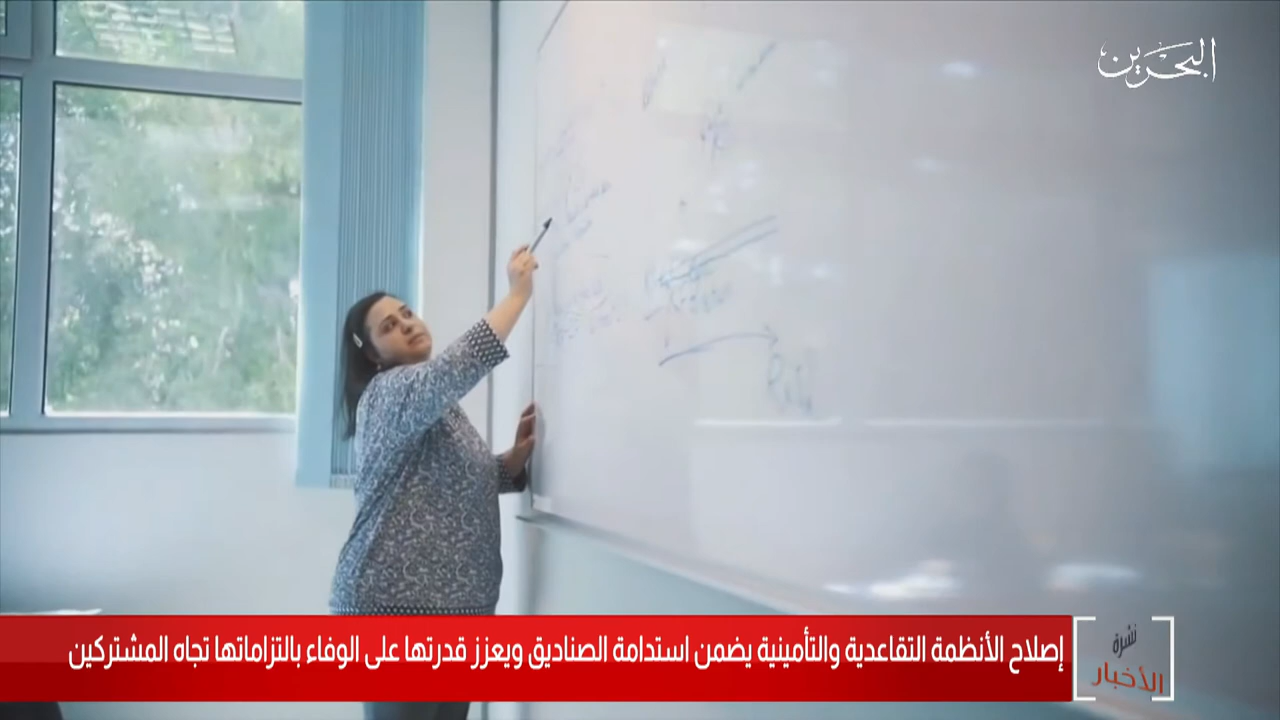 البحرين
إصلاح الأنظمة التقاعدية والتأمينية يضمن استدامة الصناديق ويعزز قدرتها على الوفاء بالتزاماتها تجاه المشتركين
نشرة
الأخبار